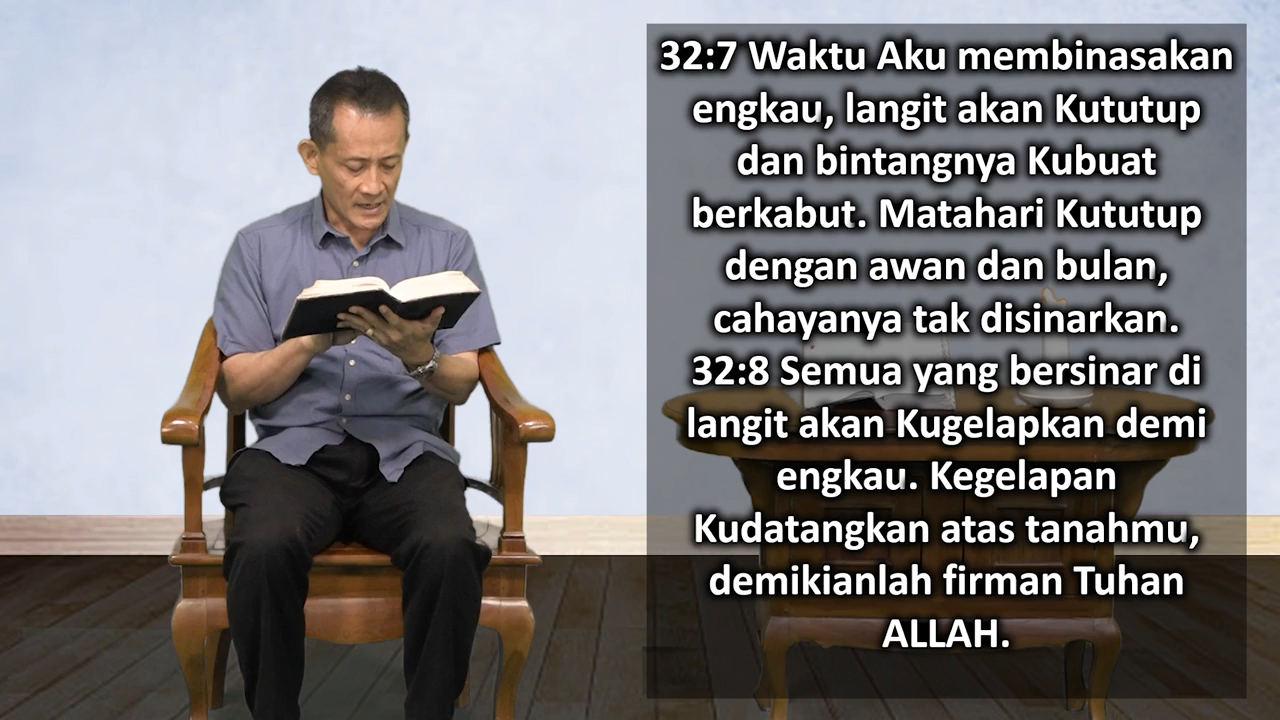 32:7 Waktu Aku membinasakan
engkau, langit akan Kututup
dan bintangnya Kubuat
berkabut. Matahari Kututup
dengan awan dan bulan,
cahayanya tak disinarkan.
32:8 Semua yang bersinar di
langit akan Kugelapkan demi
engkau. Kegelapan
Kudatangkan atas tanahmu,
demikianlah firman Tuhan
ALLAH.